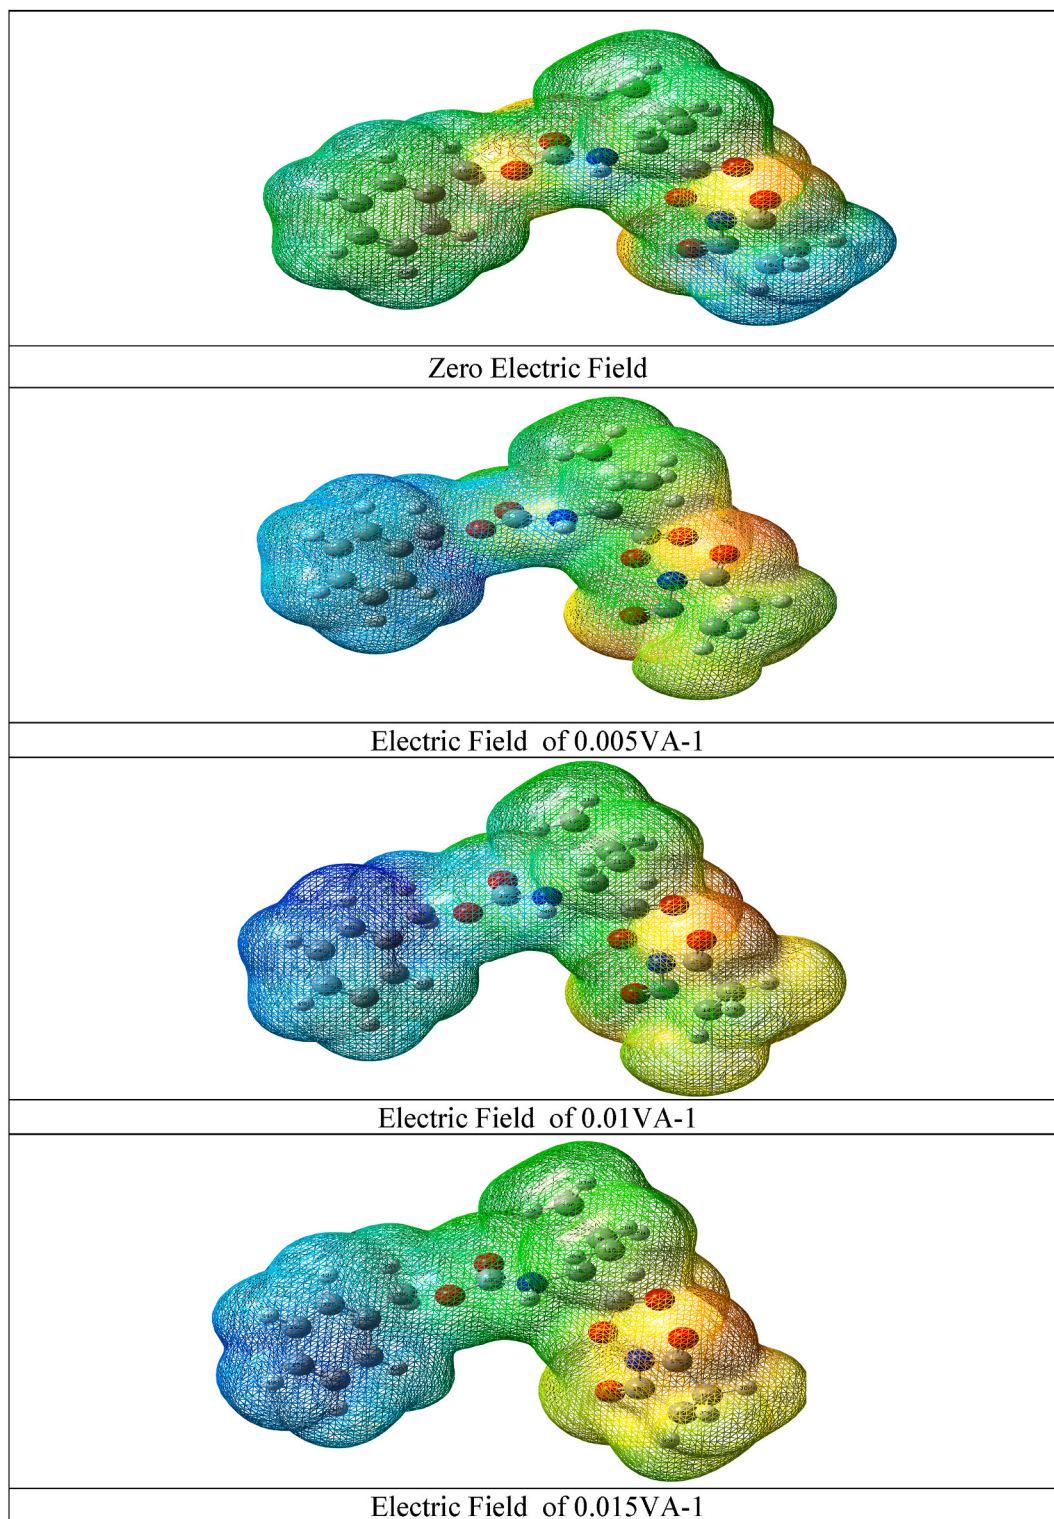 Zero Electric Field
Electric Field of 0.005VA-1
Electric Field of 0.01VA-1
Electric Field of 0.015VA-1